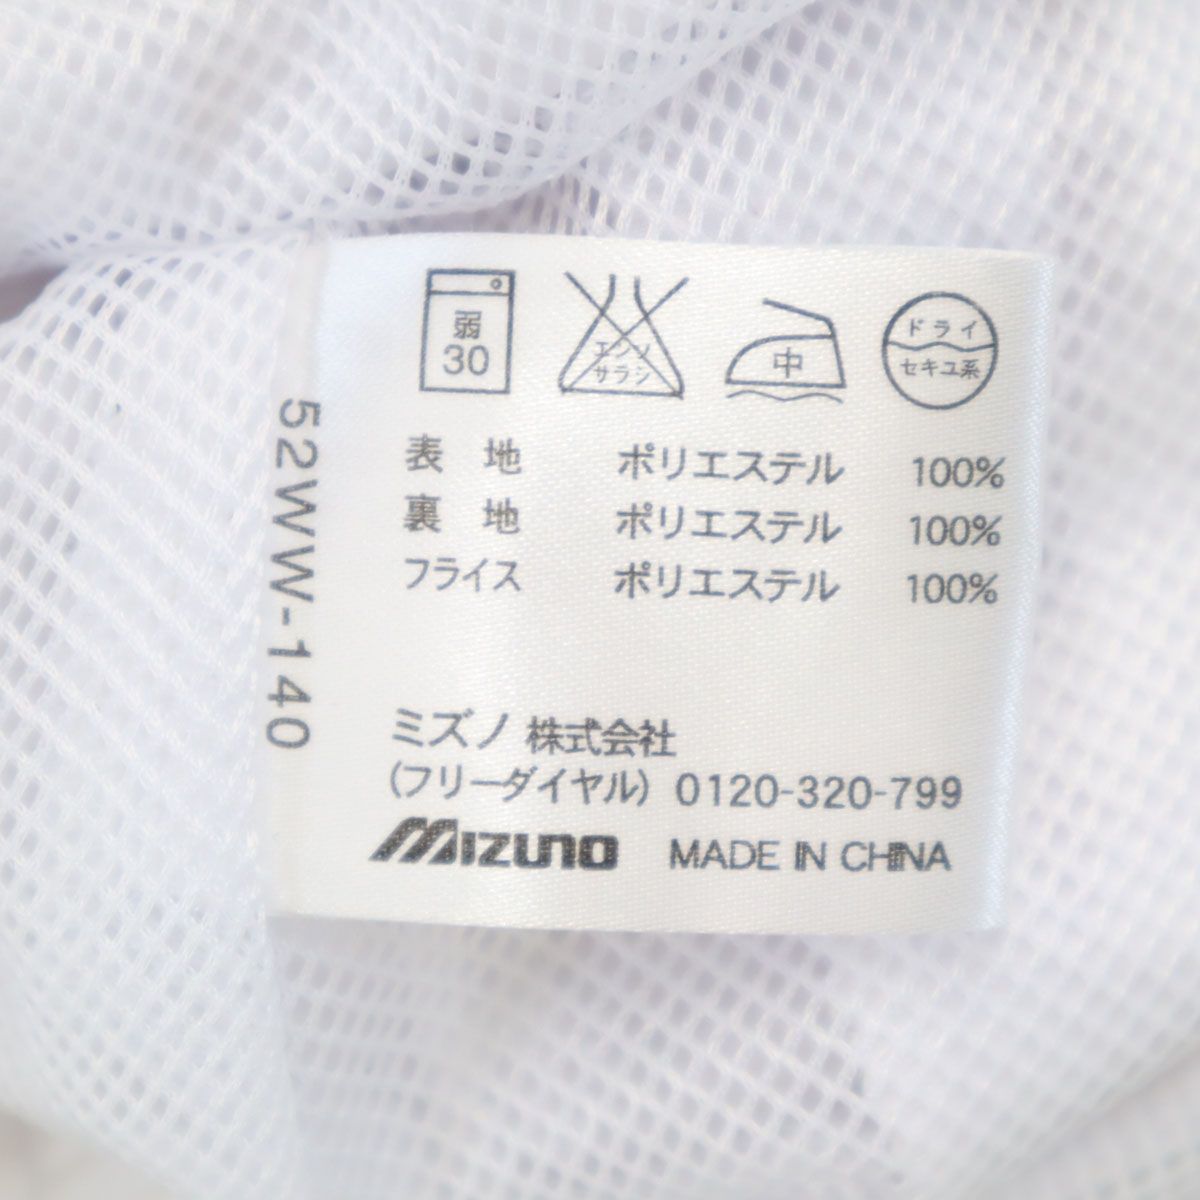 弱
30
エンソ
サラシ
中
ドライ
セキユ系
表地 ポリエステル 100%
裏地 ポリエステル 100%
フライス ポリエステル 100%
ミズノ 株式会社
(フリーダイヤル) 0120-320-799
MIZUNO MADE IN CHINA
52WW-140